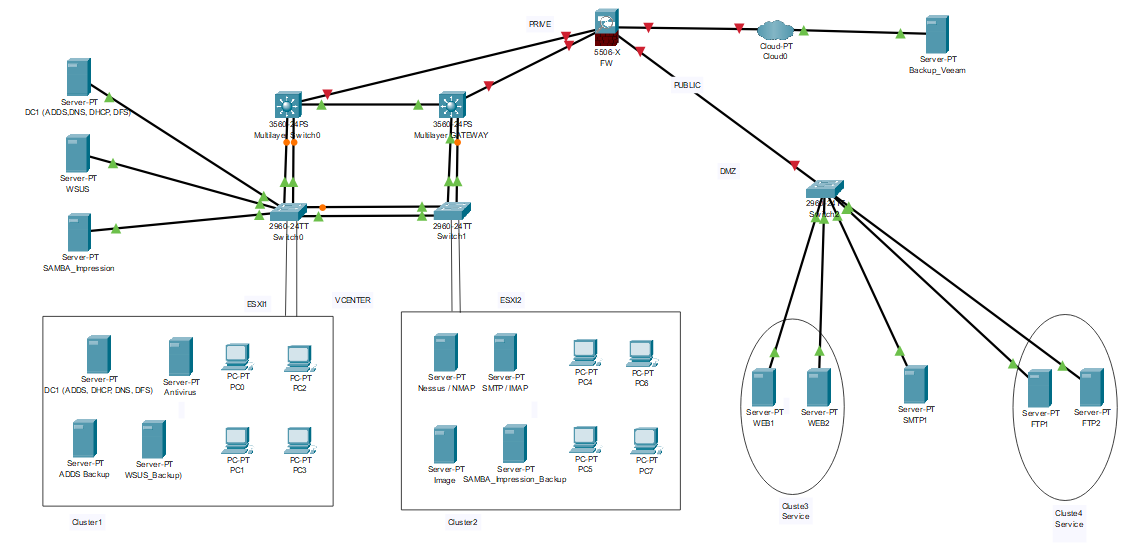 PRIVE
5506-X
FW
Cloud-PT
Cloud0
Server-PT
Backup_Veeam
PUBLIC
DMZ
Server-PT
DC1 (ADDS,DNS, DHCP, DFS)
3560-24PS
Multilayer Switch0
3560-24PS
Multilayer GATEWAY
Server-PT
WSUS
2960-24TT
Switch0
2960-24TT
Switch1
2960-24TT
Switch2
Server-PT
SAMBA_Impression
ESXI1
VCENTER
ESXI2
Server-PT
DC1 (ADDS, DHCP, DNS, DFS)
Server-PT
Antivirus
PC-PT
PC0
PC-PT
PC2
Server-PT
ADDS Backup
Server-PT
WSUS_Backup)
PC-PT
PC1
PC-PT
PC3
Cluster1
Server-PT
Nessus / NMAP
Server-PT
SMTP / IMAP
PC-PT
PC4
PC-PT
PC6
Server-PT
Image
Server-PT
SAMBA_Impression_Backup
PC-PT
PC5
PC-PT
PC7
Cluster2
Server-PT
WEB1
Server-PT
WEB2
Server-PT
SMTP1
Server-PT
FTP1
Server-PT
FTP2
Cluste3
Service
Cluste4
Service